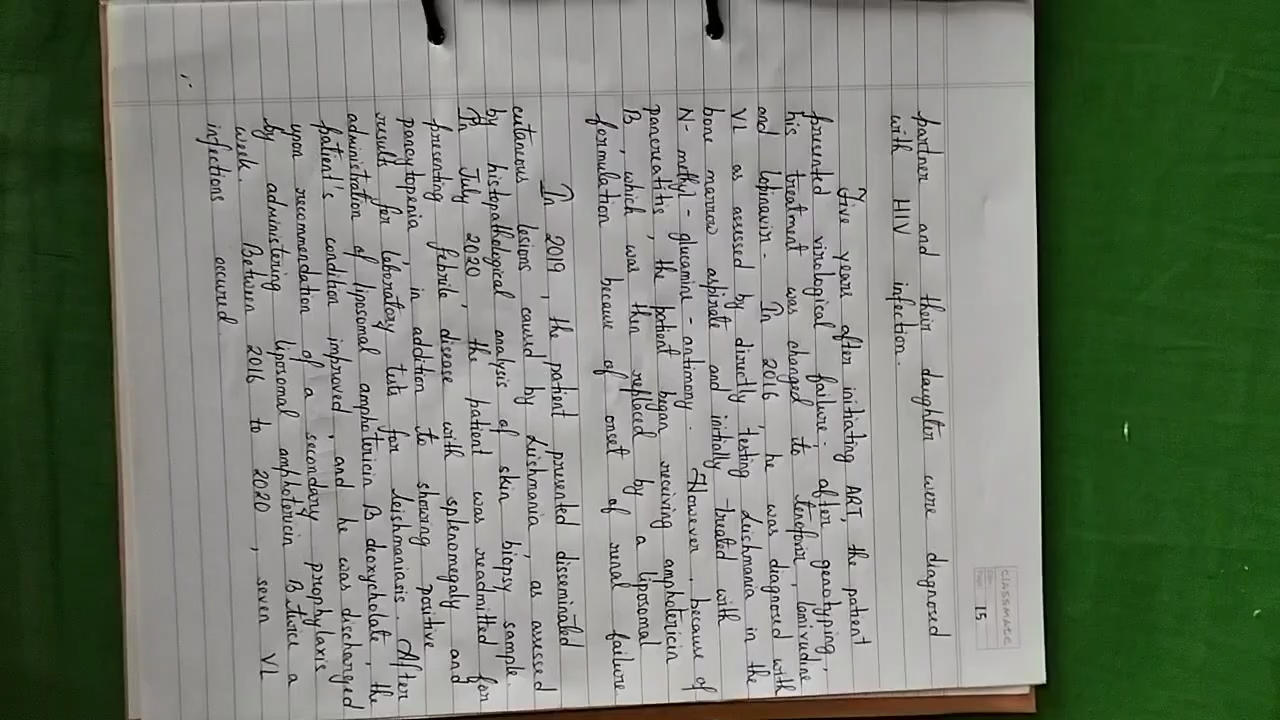 CLASSMATE
15
partner and their daughter were diagnosed
with HIV infection.
Five years after initiating ART, the patient
presented virological failure. after genotyping,
his treatment was changed to tenofovir, lamivudine
and lopinavir. In 2016 he was diagnosed with
VL as assessed by directly testing Leishmania in the
bone marrow aspirate and initially treated with
N-methyl-glucamine-antimony. However, because of
pancreatitis, the patient began receiving amphotericin
B, which was then replaced by a liposomal
formulation because of onset of renal failure
In 2019, the patient presented disseminated
cutaneous lesions caused by Leishmania, as assessed
by histopathological analysis of skin biopsy sample.
In July 2020, the patient was readmitted for
presenting febrile disease with splenomegaly and
pancytopenia, in addition to showing positive
result for laboratory tests for leishmaniasis. After
administration of liposomal amphotericin B deoxycholate, the
patient's condition improved, and he was discharged
upon recommendation of a secondary prophylaxis
by administering liposomal amphotericin B twice a
week. Between 2016 to 2020, seven VL
infections occured.